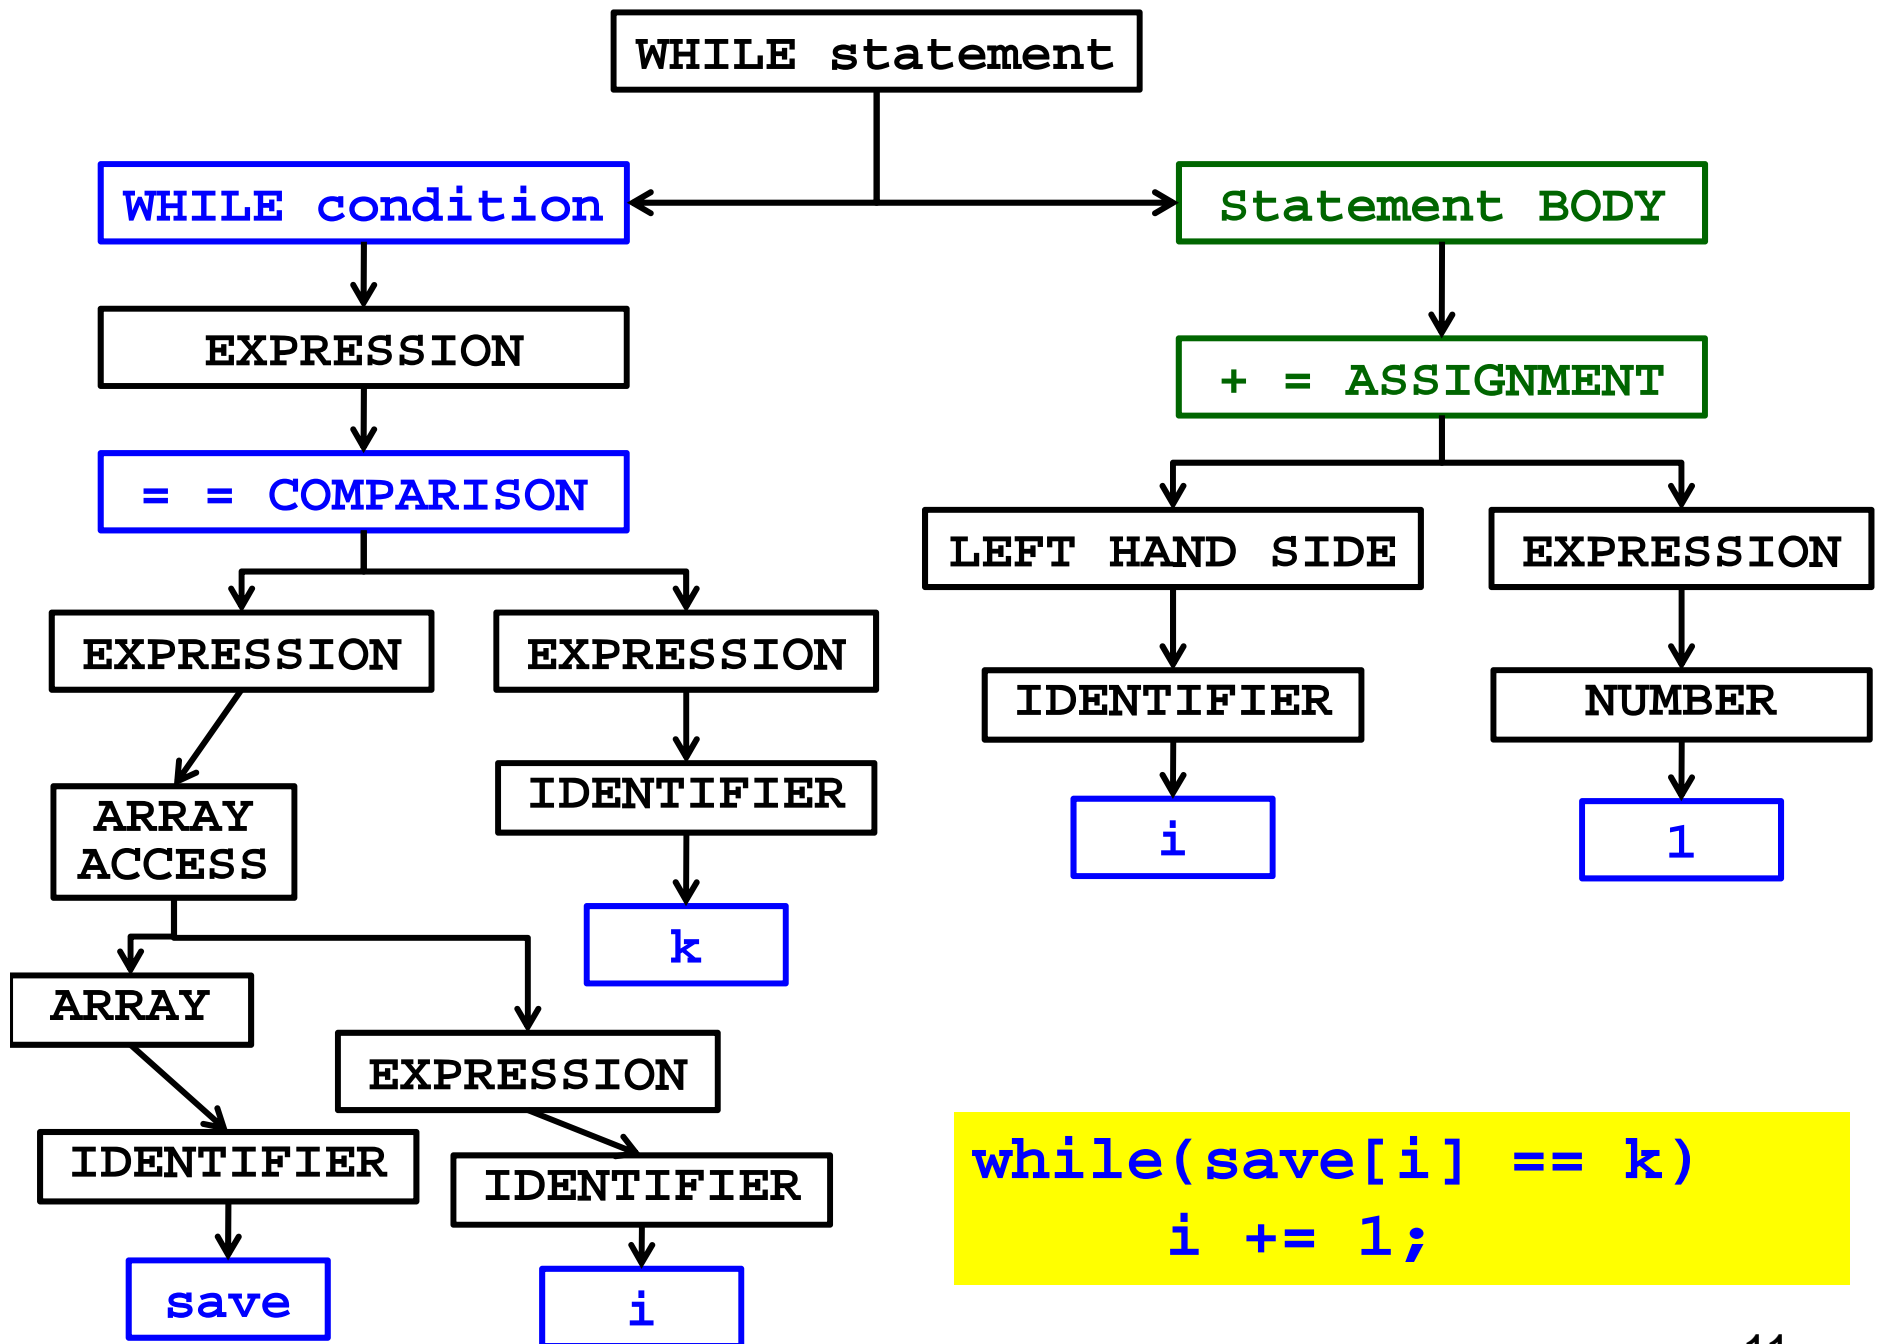 WHILE statement
WHILE condition
Statement BODY
EXPRESSION
+ = ASSIGNMENT
= = COMPARISON
LEFT HAND SIDE
EXPRESSION
EXPRESSION
EXPRESSION
IDENTIFIER
NUMBER
IDENTIFIER
ARRAY
ACCESS
i
1
k
ARRAY
EXPRESSION
IDENTIFIER
IDENTIFIER
while(save[i] == k)
i += 1;
save
i
11